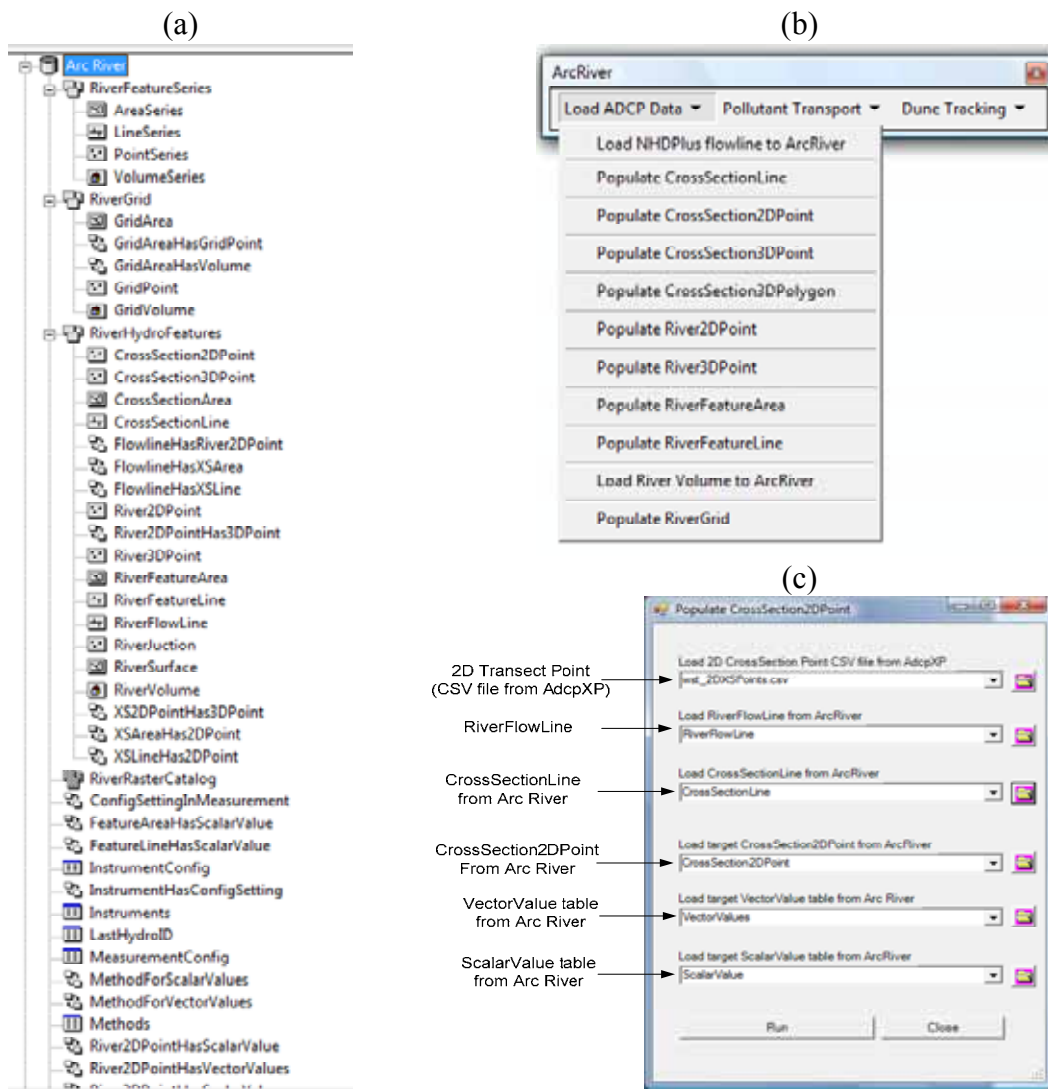 (a)
Arc River
RiverFeatureSeries
AreaSeries
LineSeries
PointSeries
VolumeSeries
RiverGrid
GridArea
GridAreaHasGridPoint
GridAreaHasVolume
GridPoint
GridVolume
RiverHydroFeatures
CrossSection2DPoint
CrossSection3DPoint
CrossSectionArea
CrossSectionLine
FlowlineHasRiver2DPoint
FlowlineHasXSArea
FlowlineHasXSLine
River2DPoint
River2DPointHas3DPoint
River3DPoint
RiverFeatureArea
RiverFeatureLine
RiverFlowLine
RiverJuction
RiverSurface
RiverVolume
XS2DPointHas3DPoint
XSAreaHas2DPoint
XSLineHas2DPoint
RiverRasterCatalog
ConfigSettingInMeasurement
FeatureAreaHasScalarValue
FeatureLineHasScalarValue
InstrumentConfig
InstrumentHasConfigSetting
Instruments
LastHydroID
MeasurementConfig
MethodForScalarValues
MethodForVectorValues
Methods
River2DPointHasScalarValue
River2DPointHasVectorValues
(b)
ArcRiver
Load ADCP Data Pollutant Transport Dune Tracking
Load NHDPlus flowline to ArcRiver
Populate CrossSectionLine
Populate CrossSection2DPoint
Populate CrossSection3DPoint
Populate CrossSection3DPolygon
Populate River2DPoint
Populate River3DPoint
Populate RiverFeatureArea
Populate RiverFeatureLine
Load River Volume to ArcRiver
Populate RiverGrid
(c)
Populate CrossSection2DPoint
2D Transect Point
(CSV file from AdcpXP)
Load 2D CrossSection Point CSV file from AdcpXP
wst_2DXSPoints.csv
RiverFlowLine
Load RiverFlowLine from ArcRiver
RiverFlowLine
CrossSectionLine
from Arc River
Load CrossSectionLine from ArcRiver
CrossSectionLine
CrossSection2DPoint
From Arc River
Load target CrossSection2DPoint from ArcRiver
CrossSection2DPoint
VectorValue table
from Arc River
Load target VectorValue table from Arc River
VectorValues
ScalarValue table
from Arc River
Load target ScalarValue table from ArcRiver
ScalarValue
Run Close